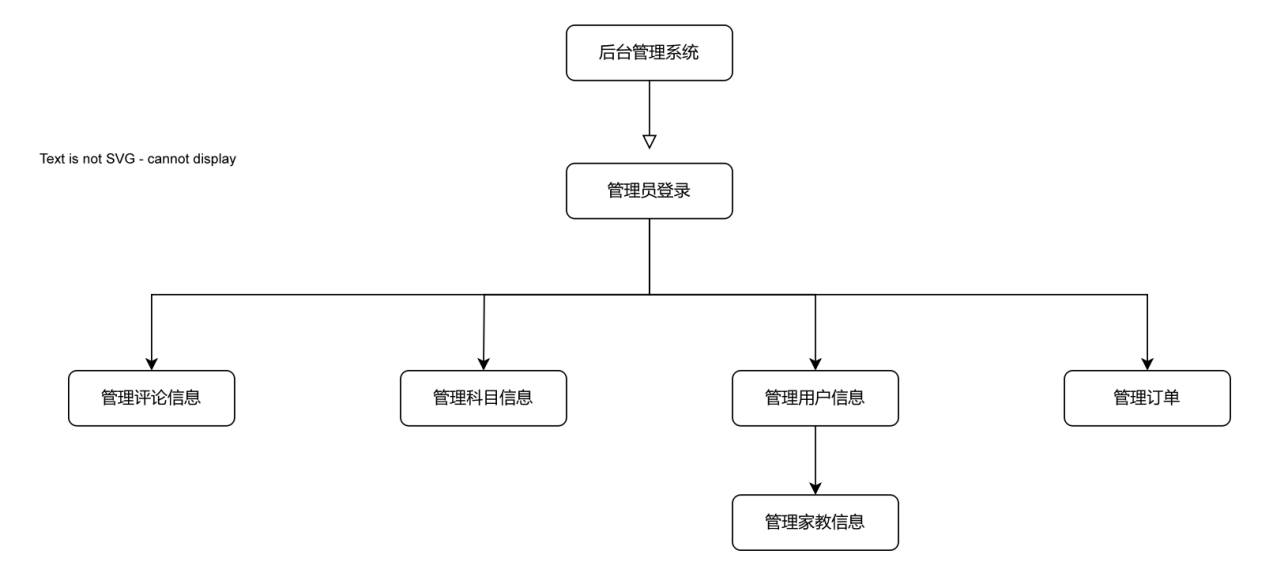 后台管理系统
Text is not SVG - cannot display
管理员登录
管理评论信息
管理科目信息
管理用户信息
管理订单
管理家教信息